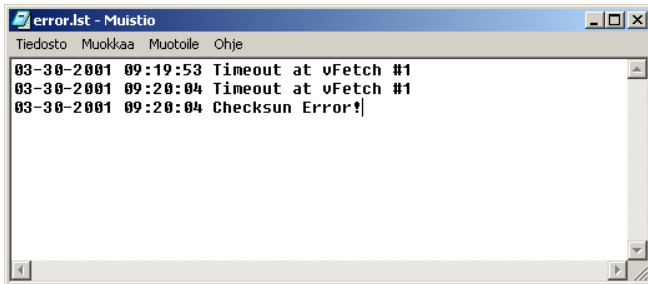 error.lst - Muistio
Tiedosto Muokkaa Muotoile Ohje
03-30-2001 09:19:53 Timeout at vFetch #1
03-30-2001 09:20:04 Timeout at vFetch #1
03-30-2001 09:20:04 Checksun Error!